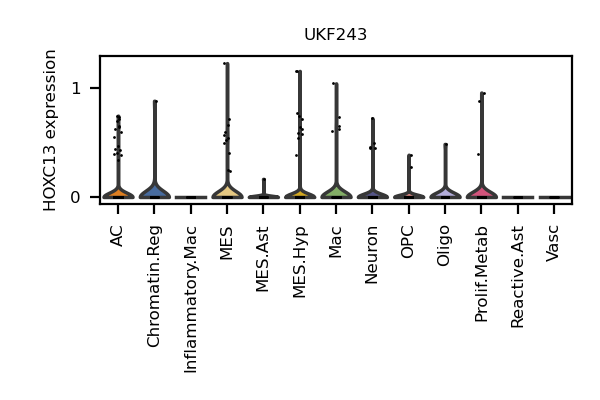 UKF243
HOXC13 expression
1
0
AC
Chromatin.Reg
Inflammatory.Mac
MES
MES.Ast
MES.Hyp
Mac
Neuron
OPC
Oligo
Prolif.Metab
Reactive.Ast
Vasc